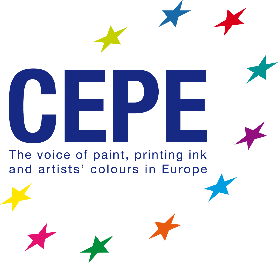 CEPE
The voice of paint, printing ink
and artists' colours in Europe